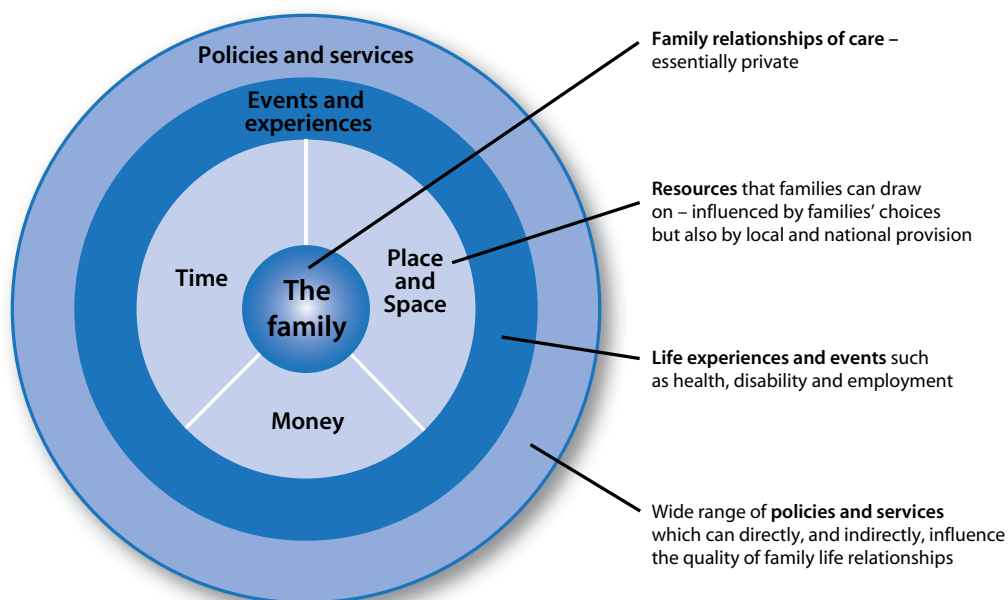 Policies and services
Events and
experiences
Time
The
family
Place
and
Space
Money
Family relationships of care –
essentially private
Resources that families can draw
on – influenced by families’ choices
but also by local and national provision
Life experiences and events such
as health, disability and employment
Wide range of policies and services
which can directly, and indirectly, influence
the quality of family life relationships